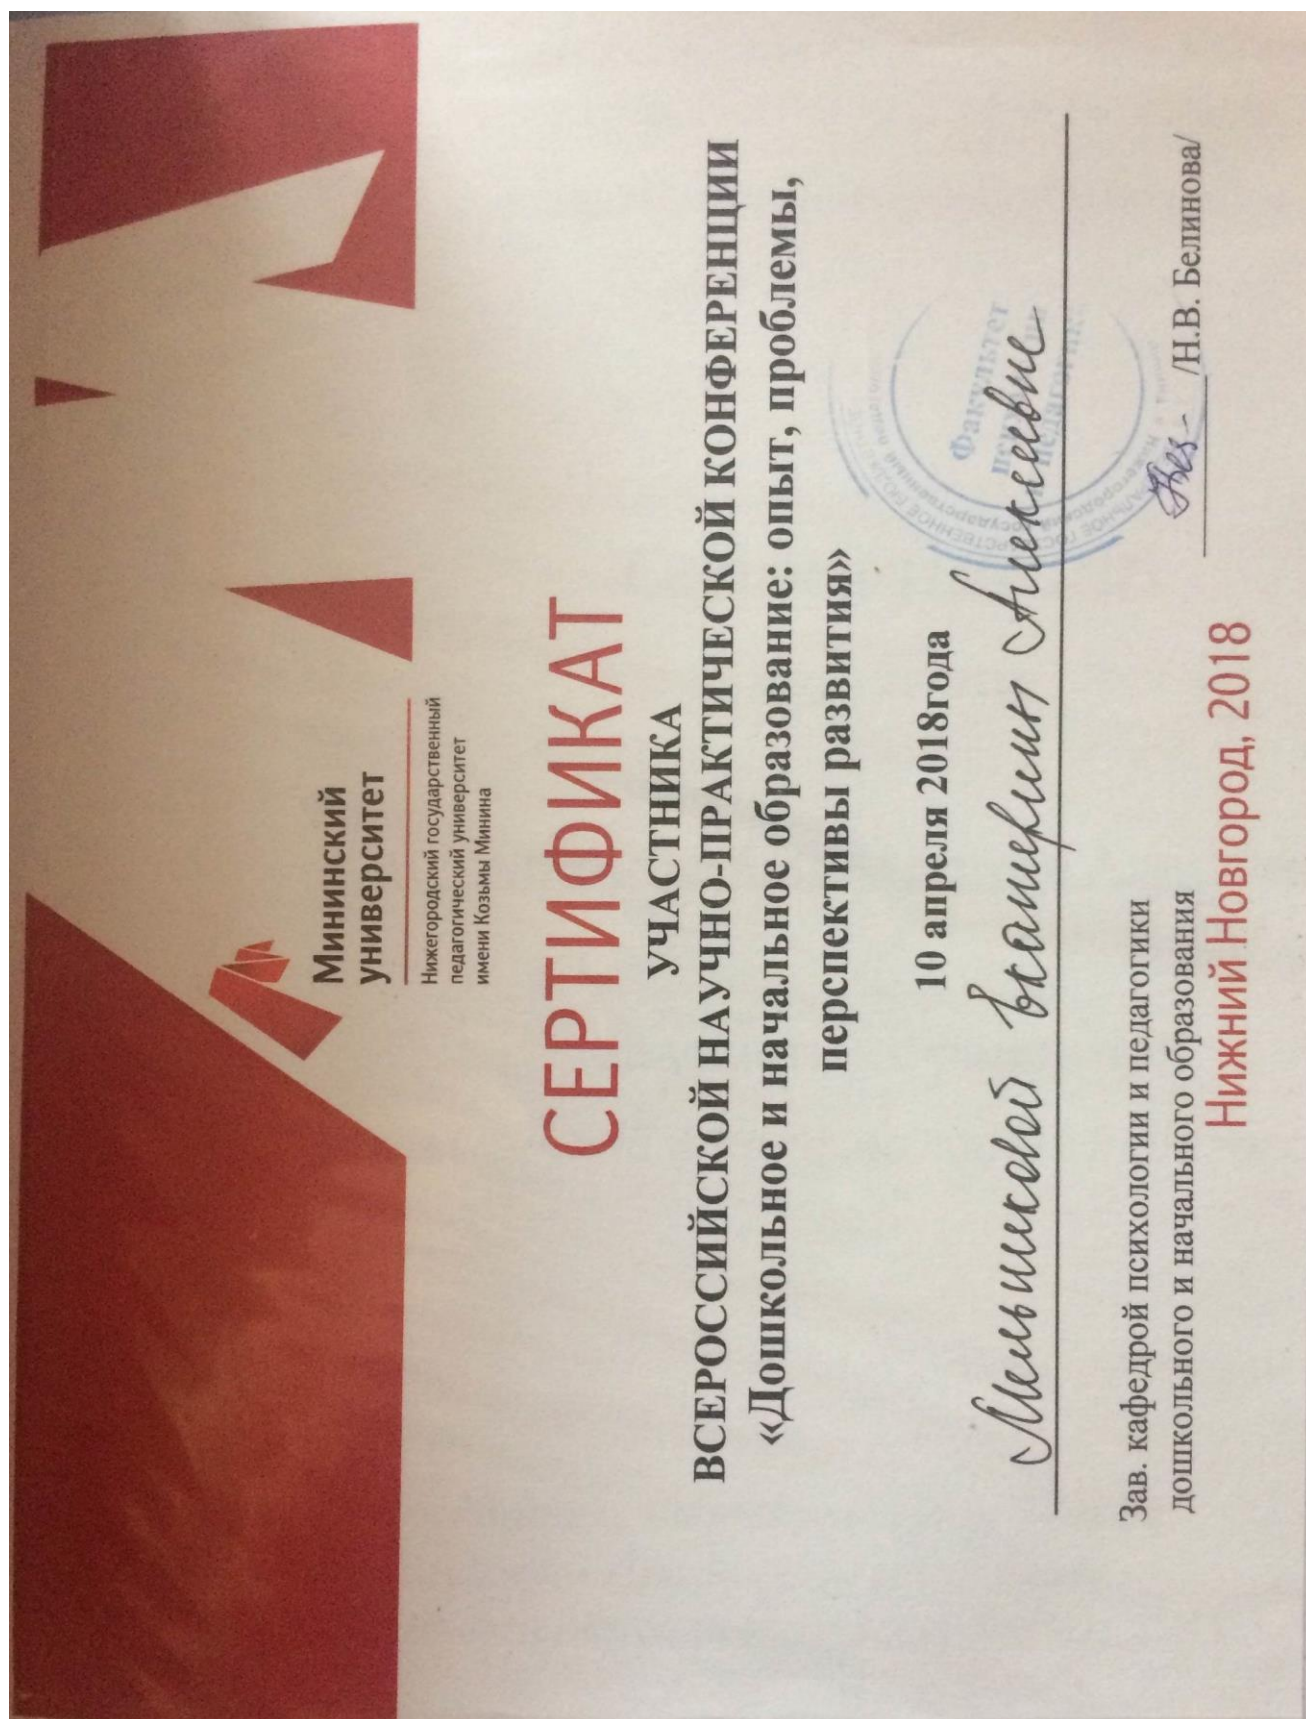 Мининский
университет
Нижегородский государственный
педагогический университет
имени Козьмы Минина
СЕРТИФИКАТ
УЧАСТНИКА
ВСЕРОССИЙСКОЙ НАУЧНО-ПРАКТИЧЕСКОЙ КОНФЕРЕНЦИИ
«Дошкольное и начальное образование: опыт, проблемы,
перспективы развития»
10 апреля 2018года
Мельниковой Екатерин Алексеевне
Факультет
Зав. кафедрой психологии и педагогики
дошкольного и начального образования /Н.В. Белинова/
Нижний Новгород, 2018